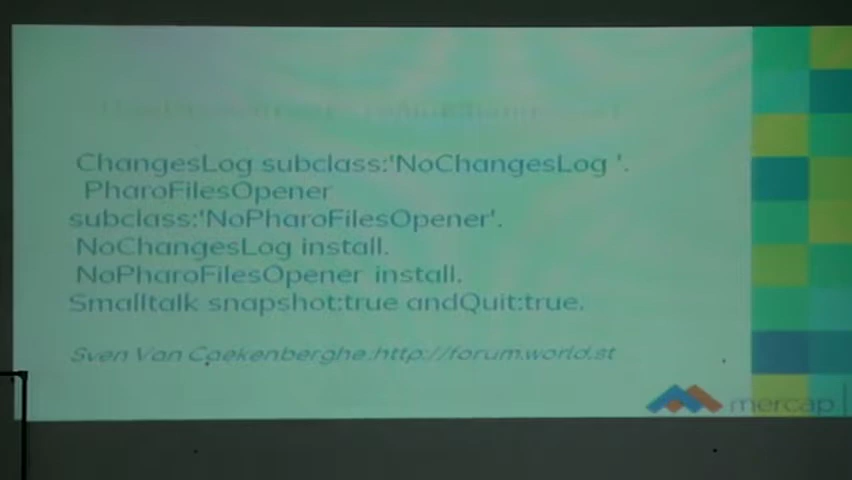 ChangesLog subclass:'NoChangesLog '.
PharoFilesOpener
subclass:'NoPharoFilesOpener'.
NoChangesLog install.
NoPharoFilesOpener install.
Smalltalk snapshot:true andQuit:true.
Sven Van Caekenberghe:http://forum.world.st
mercap